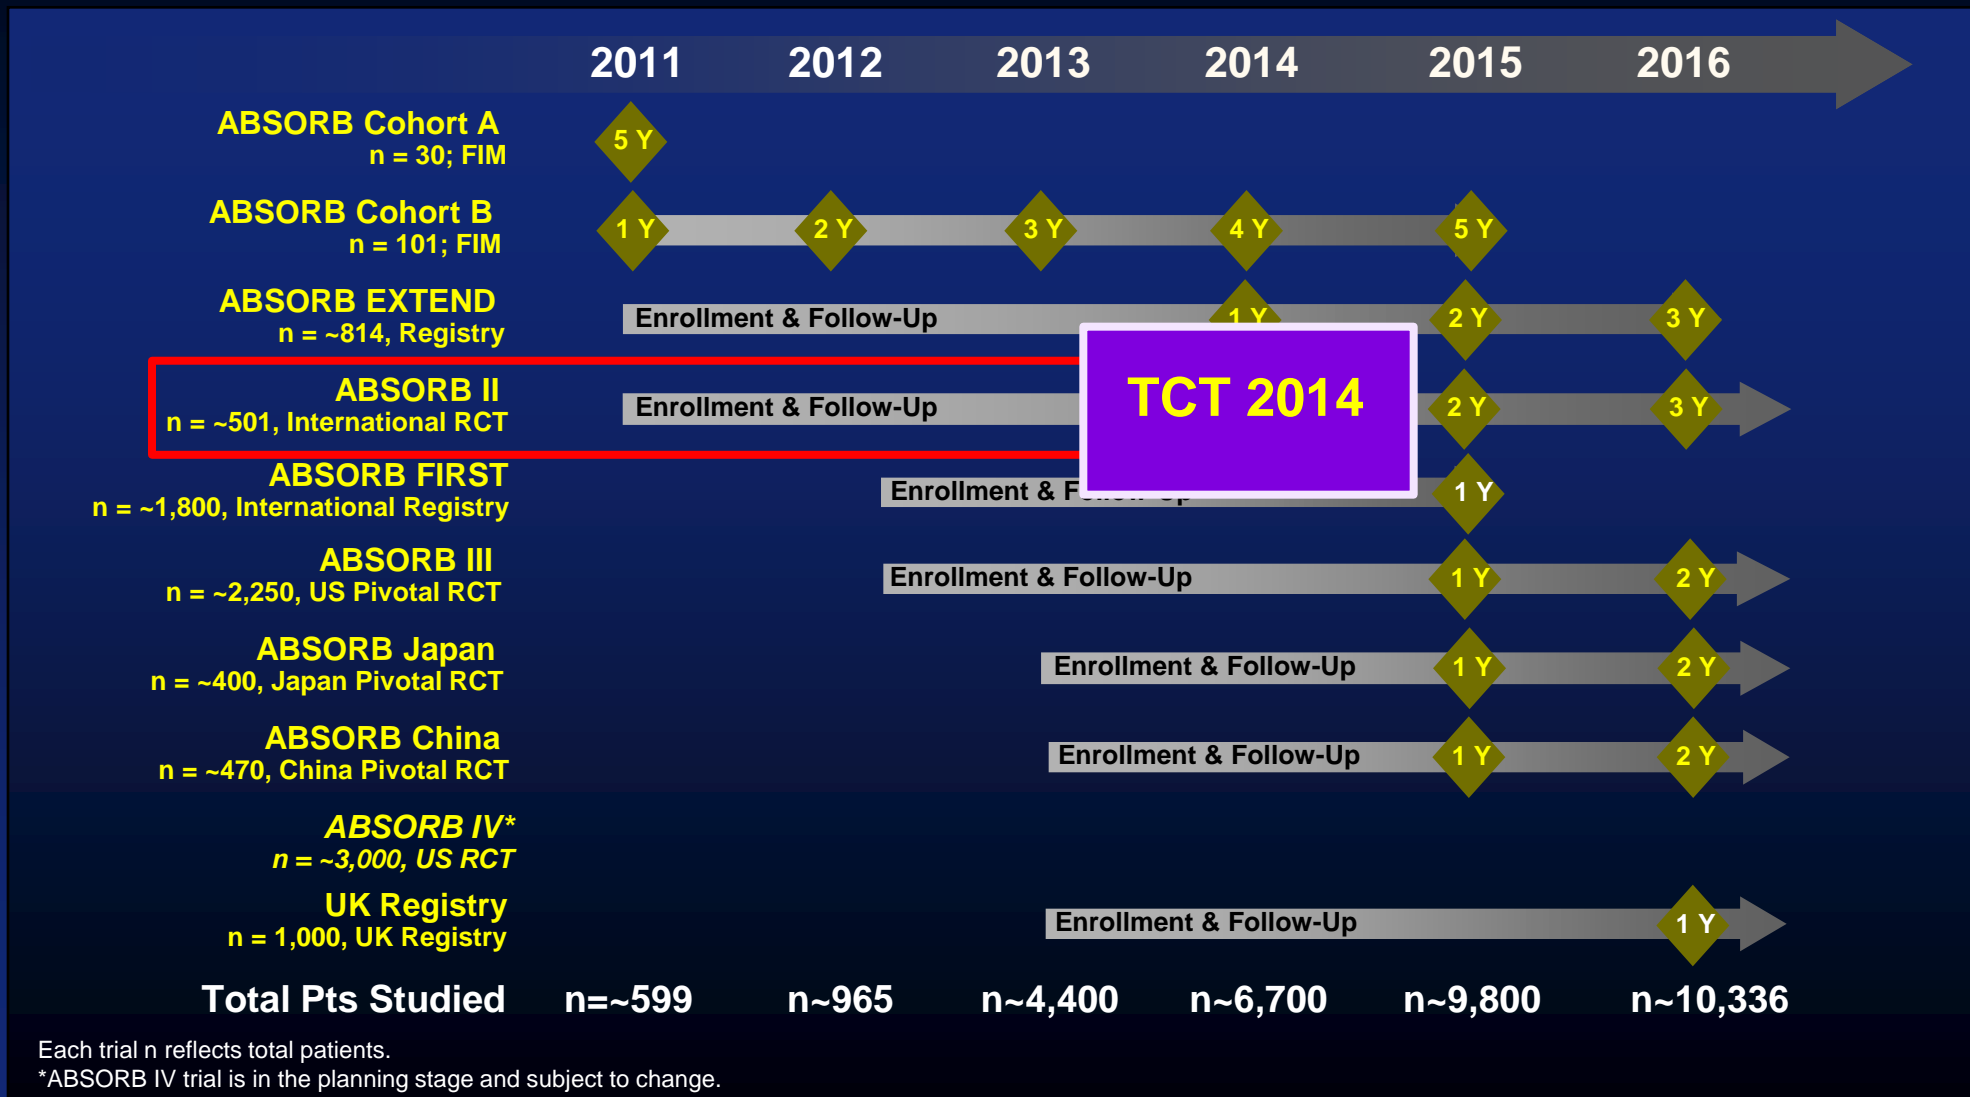 2011 2012 2013 2014 2015 2016
ABSORB Cohort A
n = 30; FIM
5 Y
ABSORB Cohort B
n = 101; FIM
1 Y 2 Y 3 Y 4 Y 5 Y
ABSORB EXTEND
n = ~814, Registry
Enrollment & Follow-Up 1 Y 2 Y 3 Y
ABSORB II
n = ~501, International RCT
Enrollment & Follow-Up 2 Y 3 Y
TCT 2014
ABSORB FIRST
n = ~1,800, International Registry
Enrollment & Follow-Up 1 Y
ABSORB III
n = ~2,250, US Pivotal RCT
Enrollment & Follow-Up 1 Y 2 Y
ABSORB Japan
n = ~400, Japan Pivotal RCT
Enrollment & Follow-Up 1 Y 2 Y
ABSORB China
n = ~470, China Pivotal RCT
Enrollment & Follow-Up 1 Y 2 Y
ABSORB IV*
n = ~3,000, US RCT
UK Registry
n = 1,000, UK Registry
Enrollment & Follow-Up 1 Y
Total Pts Studied n=~599 n~965 n~4,400 n~6,700 n~9,800 n~10,336
Each trial n reflects total patients.
*ABSORB IV trial is in the planning stage and subject to change.